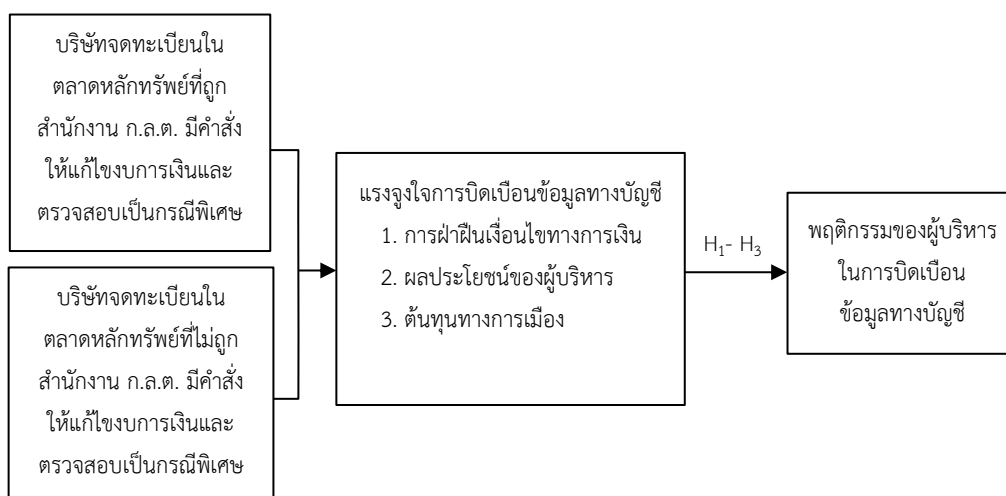 บริษัทจดทะเบียนใน
ตลาดหลักทรัพย์ที่ถูก
สำนักงาน ก.ล.ต. มีคำสั่ง
ให้แก้ไขงบการเงินและ
ตรวจสอบเป็นกรณีพิเศษ
บริษัทจดทะเบียนใน
ตลาดหลักทรัพย์ที่ไม่ถูก
สำนักงาน ก.ล.ต. มีคำสั่ง
ให้แก้ไขงบการเงินและ
ตรวจสอบเป็นกรณีพิเศษ
แรงจูงใจการบิดเบือนข้อมูลทางบัญชี
1. การฝ่าฝืนเงื่อนไขทางการเงิน
2. ผลประโยชน์ของผู้บริหาร
3. ต้นทุนทางการเมือง
H₁- H₃
พฤติกรรมของผู้บริหาร
ในการบิดเบือน
ข้อมูลทางบัญชี